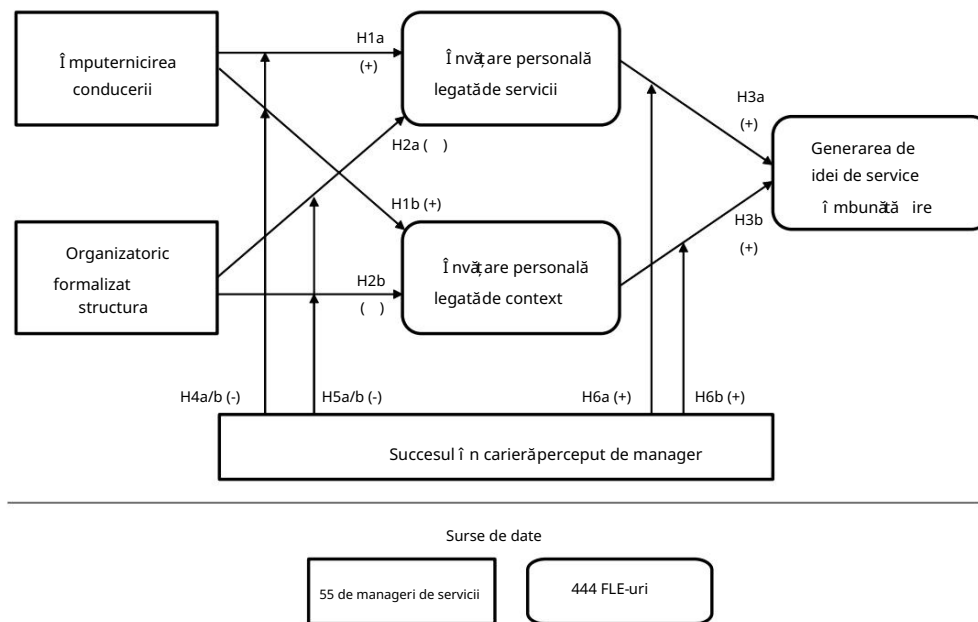 Împuternicirea
conducerii
H1a
(+)
Învățare personală
legată de servicii
H3a
(+)
H2a ( )
Generarea de
idei de service
îmbunătă ire
H1b (+)
Organizatoric
formalizat
structura
H2b
( )
Învățare personală
legată de context
H3b
(+)
H4a/b (-)
H5a/b (-)
H6a (+)
H6b (+)
Succesul în carieră perceput de manager
Surse de date
55 de manageri de servicii
444 FLE-uri